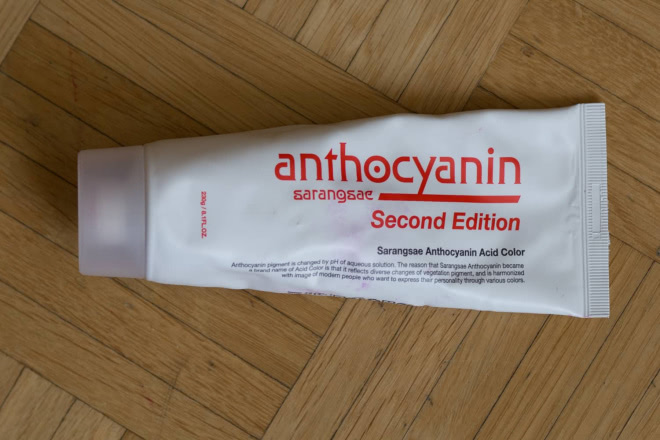 anthocyanin
sarangsae
Second Edition
230g / 8.1FL.OZ.
Sarangsae Anthocyanin Acid Color
Anthocyanin pigment is changed by pH of aqueous solution. The reason that Sarangsae Anthocyanin became
a brand name of Acid Color is that it reflects diverse changes of vegetation pigment, and is harmonized
with image of modern people who want to express their personality through various colors.